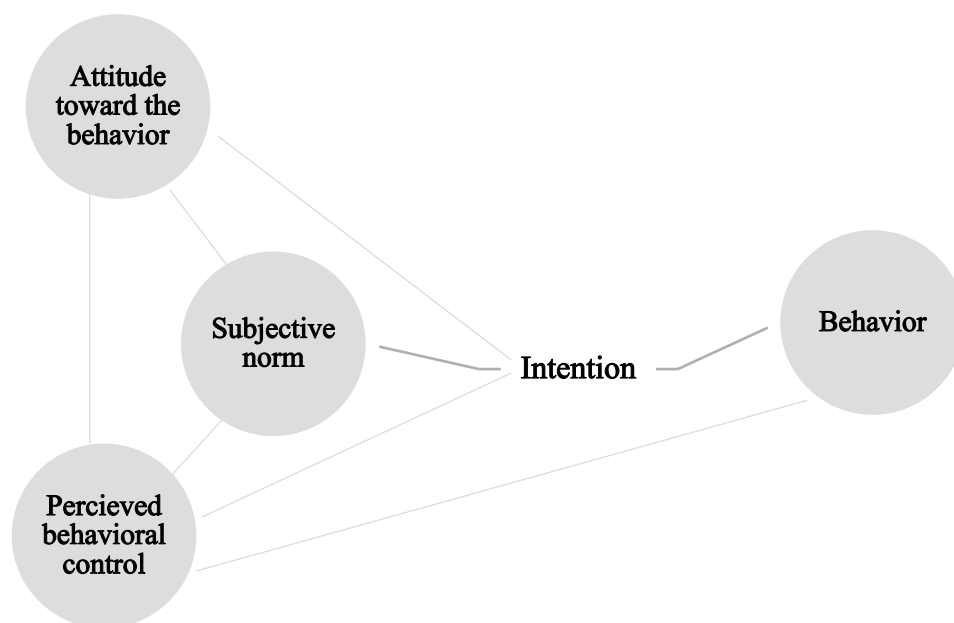 Attitude
toward the
behavior
Subjective
norm
Intention
Behavior
Percieved
behavioral
control